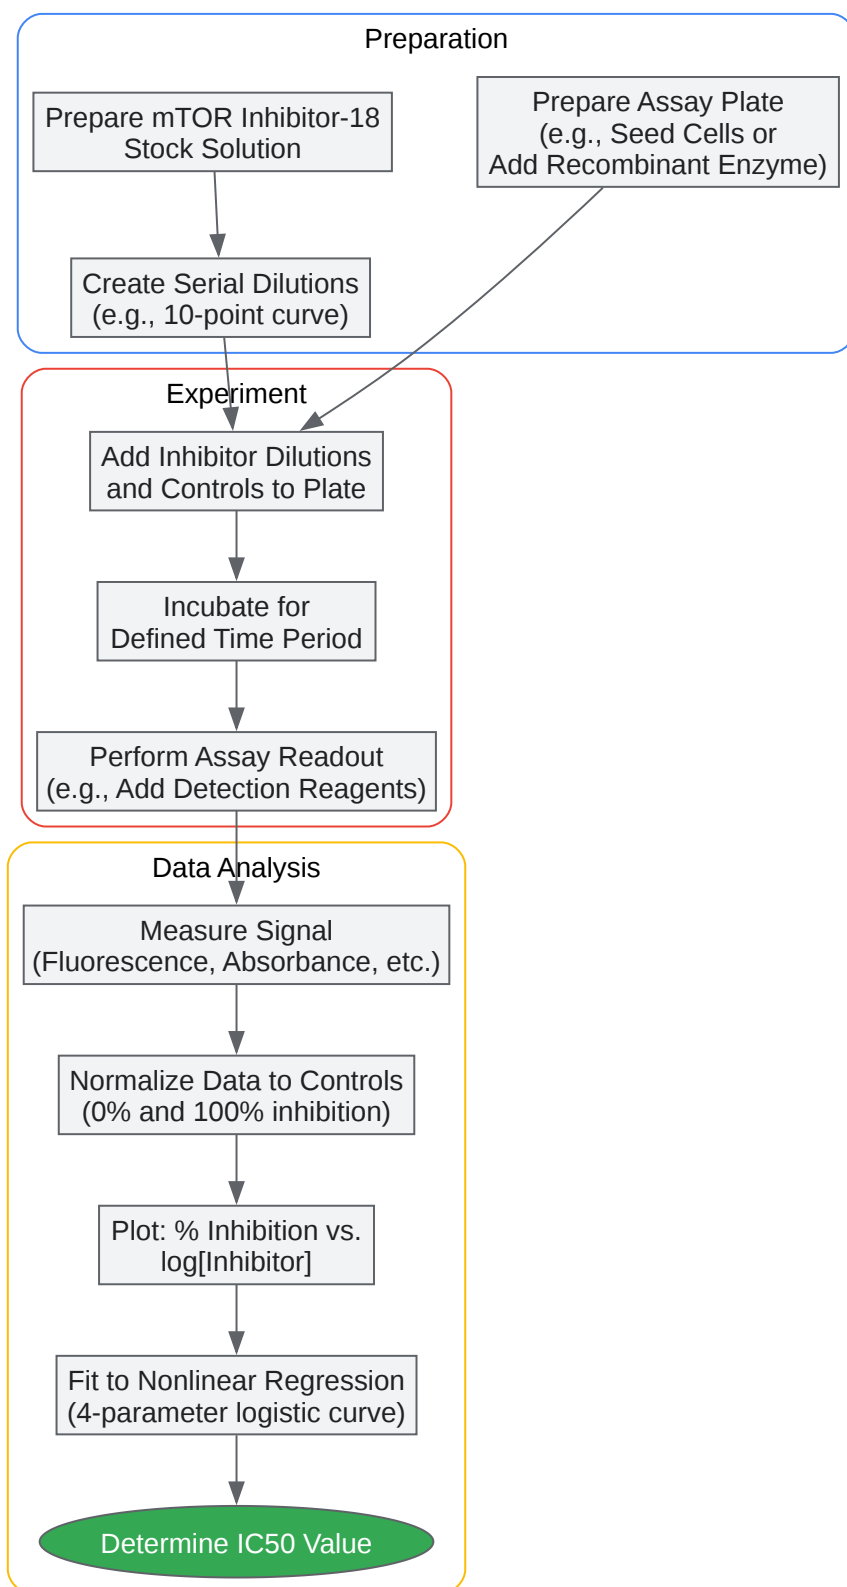 Preparation
Prepare mTOR Inhibitor-18
Stock Solution
Prepare Assay Plate
(e.g., Seed Cells or
Add Recombinant Enzyme)
Create Serial Dilutions
(e.g., 10-point curve)
Experiment
Add Inhibitor Dilutions
and Controls to Plate
Incubate for
Defined Time Period
Perform Assay Readout
(e.g., Add Detection Reagents)
Data Analysis
Measure Signal
(Fluorescence, Absorbance, etc.)
Normalize Data to Controls
(0% and 100% inhibition)
Plot: % Inhibition vs.
log[Inhibitor]
Fit to Nonlinear Regression
(4-parameter logistic curve)
Determine IC50 Value